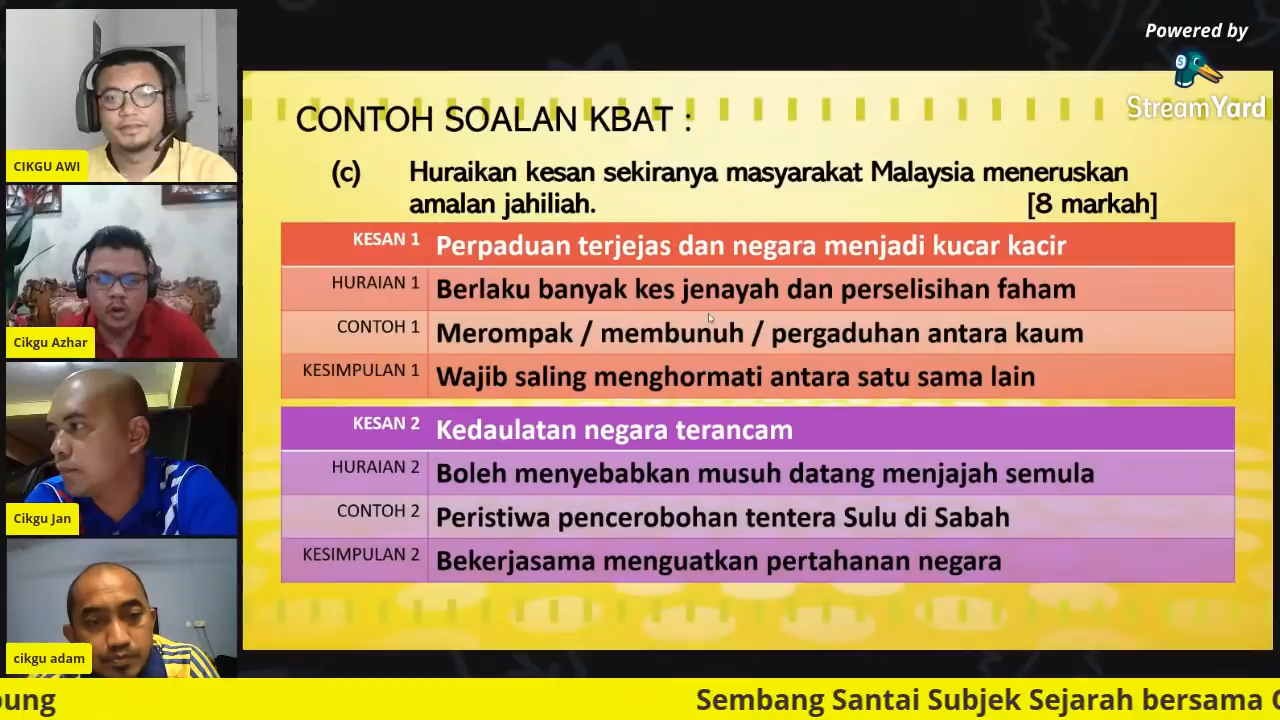 Powered by
StreamYard
CONTOH SOALAN KBAT :
(c) Huraikan kesan sekiranya masyarakat Malaysia meneruskan
amalan jahiliah. [8 markah]
KESAN 1 Perpaduan terjejas dan negara menjadi kucar kacir
HURAIAN 1 Berlaku banyak kes jenayah dan perselisihan faham
CONTOH 1 Merompak / membunuh / pergaduhan antara kaum
KESIMPULAN 1 Wajib saling menghormati antara satu sama lain
KESAN 2 Kedaulatan negara terancam
HURAIAN 2 Boleh menyebabkan musuh datang menjajah semula
CONTOH 2 Peristiwa pencerobohan tentera Sulu di Sabah
KESIMPULAN 2 Bekerjasama menguatkan pertahanan negara
CIKGU AWI
Cikgu Azhar
Cikgu Jan
cikgu adam
Sembang Santai Subjek Sejarah bersama